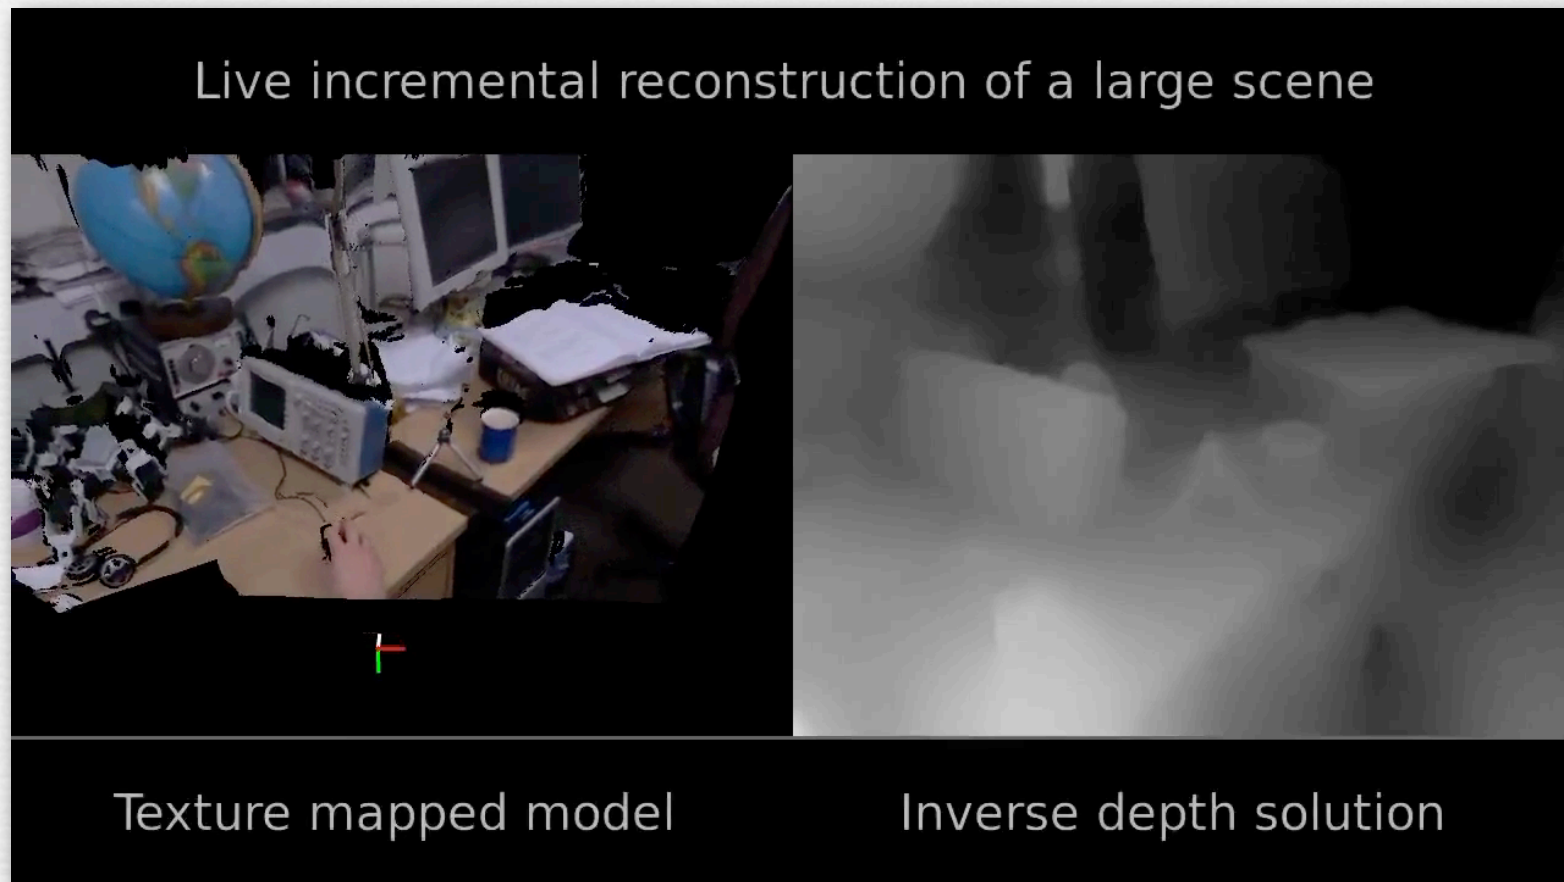 Live incremental reconstruction of a large scene
Texture mapped model
Inverse depth solution